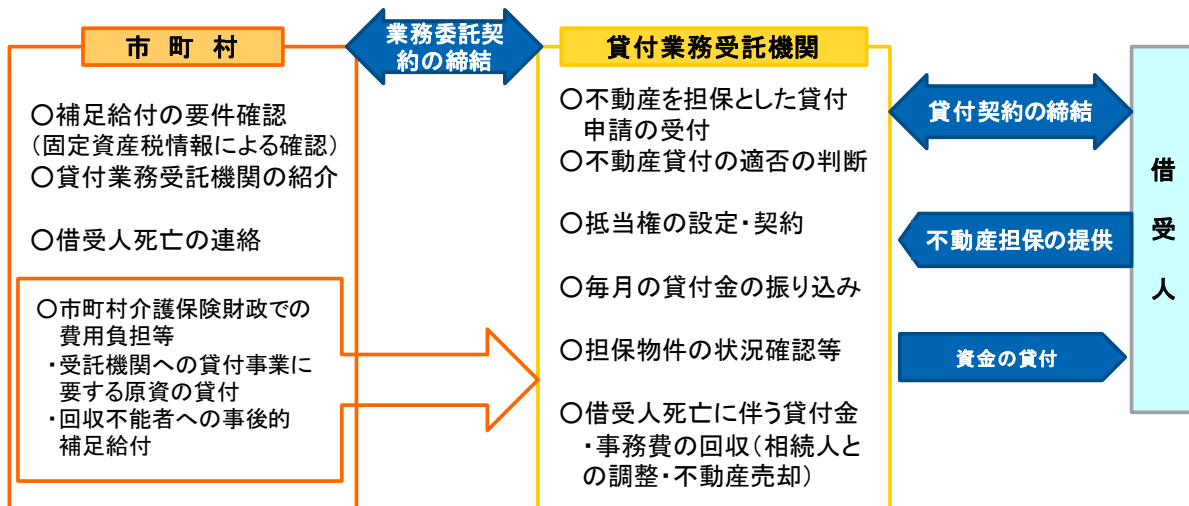 市 町 村
○補足給付の要件確認
（固定資産税情報による確認）
○貸付業務受託機関の紹介
○借受人死亡の連絡
○市町村介護保険財政での
費用負担等
・受託機関への貸付事業に
要する原資の貸付
・回収不能者への事後的
補足給付
業務委託契
約の締結
貸付業務受託機関
○不動産を担保とした貸付
申請の受付
○不動産貸付の適否の判断
抵当権の設定・契約
○毎月の貸付金の振り込み
○担保物件の状況確認等
○借受人死亡に伴う貸付金
・事務費の回収（相続人と
の調整・不動産売却）
貸付契約の締結
不動産担保の提供
資金の貸付
借
受
人